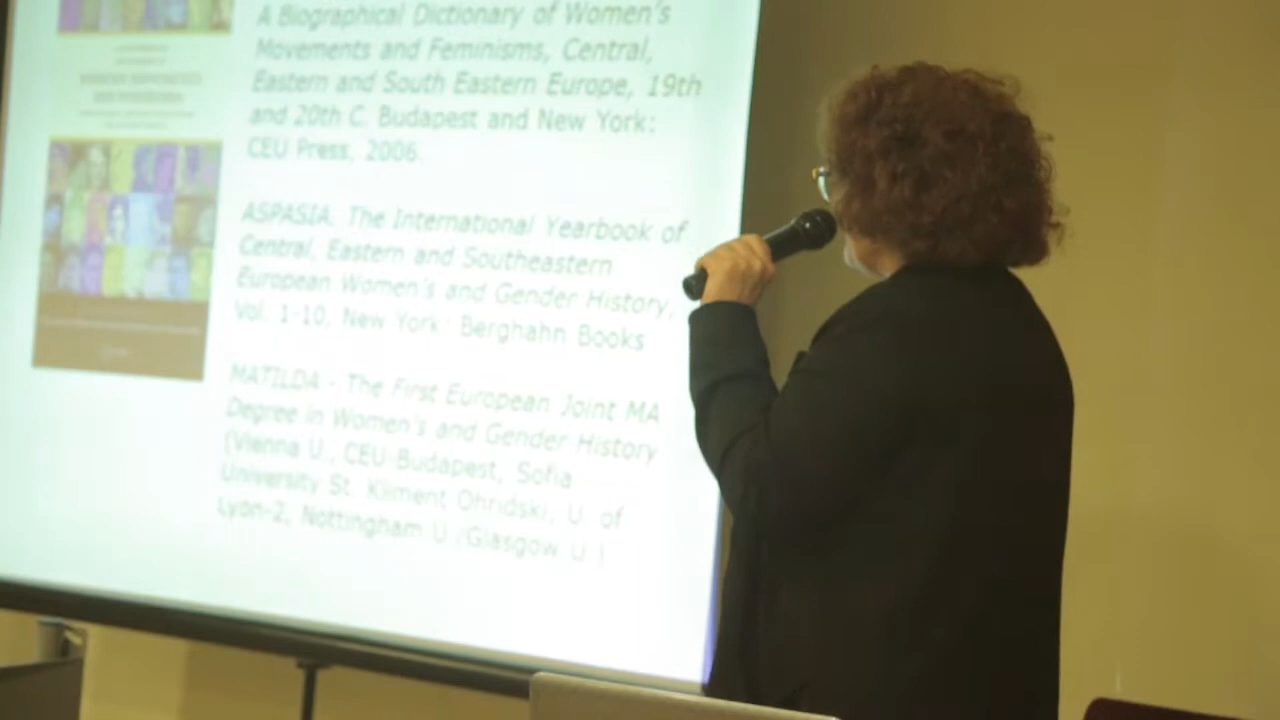 A Biographical Dictionary of Women's
Movements and Feminisms, Central,
Eastern and South Eastern Europe, 19th
and 20th C. Budapest and New York:
CEU Press, 2006.
ASPASIA. The International Yearbook of
Central, Eastern and Southeastern
European Women's and Gender History,
Vol. 1-10, New York: Berghahn Books
MATILDA - The First European Joint MA
Degree in Women's and Gender History
(Vienna U., CEU Budapest, Sofia
University St. Kliment Ohridski, U. of
Lyon-2, Nottingham U./Glasgow U.)